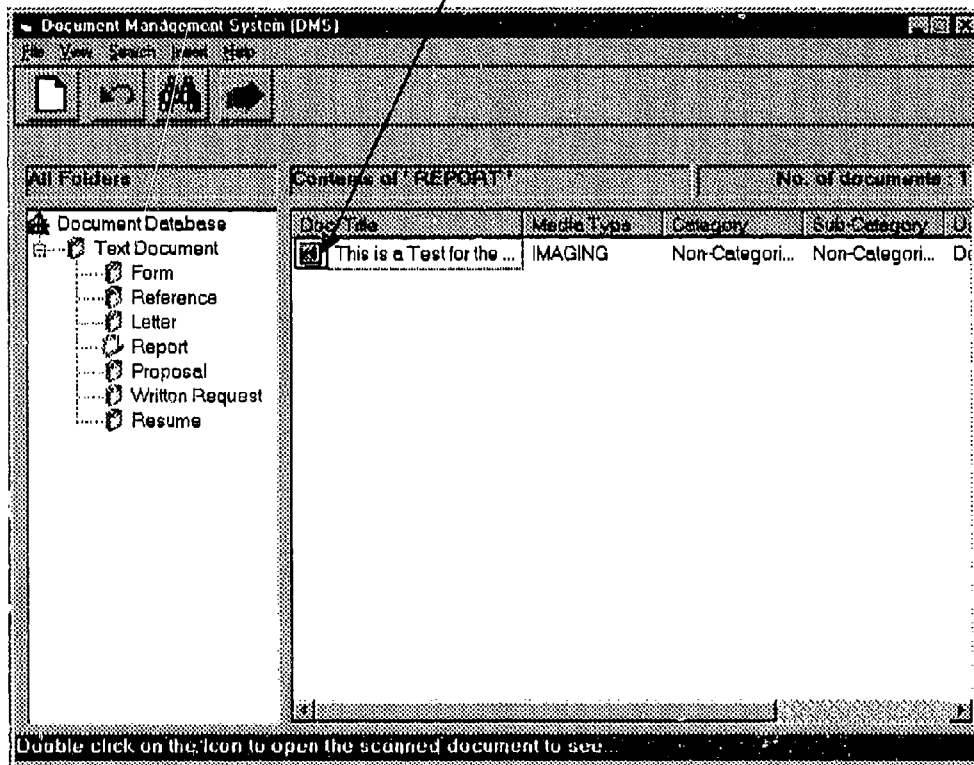 Document Management System (DMS)
File View Search Insert Help
All Folders
Contents of ' REPORT '
No. of documents : 1
Document Database
Text Document
Form
Reference
Letter
Report
Proposal
Written Request
Resume
Doc Title Media Type Category Sub-Category
This is a Test for the ... IMAGING Non-Categori... Non-Categori...
Double click on the Icon to open the scanned document to see...